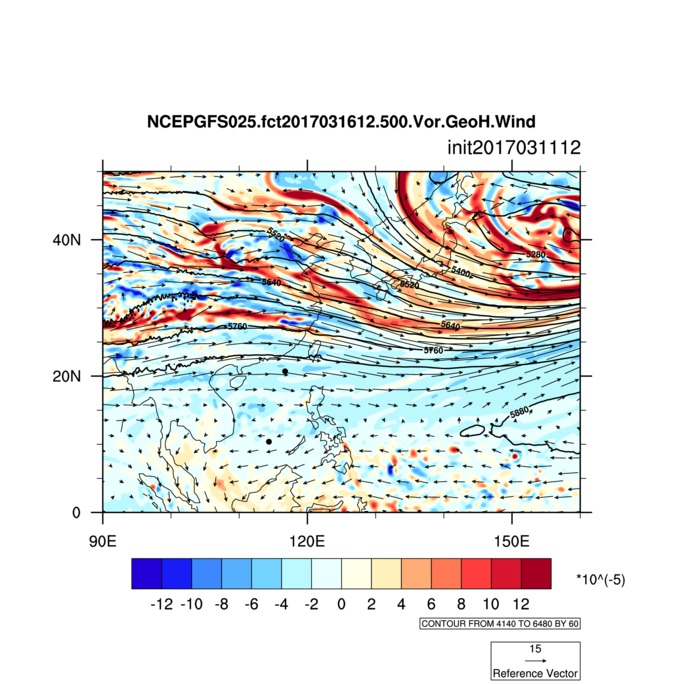 NCEPGFS025.fct2017031612.500.Vor.GeoH.Wind
init2017031112
40N
20N
0
90E 120E 150E
5520
5640
5760
5400
5520
5280
5640
5760
5880
-12 -10 -8 -6 -4 -2 0 2 4 6 8 10 12
*10^(-5)
CONTOUR FROM 4140 TO 6480 BY 60
15
Reference Vector